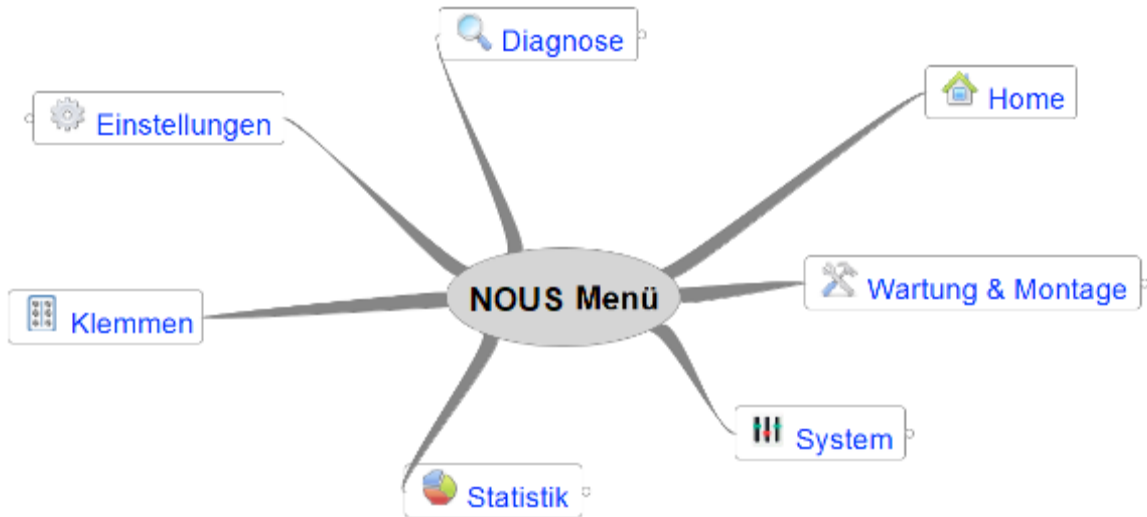 Diagnose
Home
Einstellungen
Wartung & Montage
NOUS Menü
Klemmen
System
Statistik